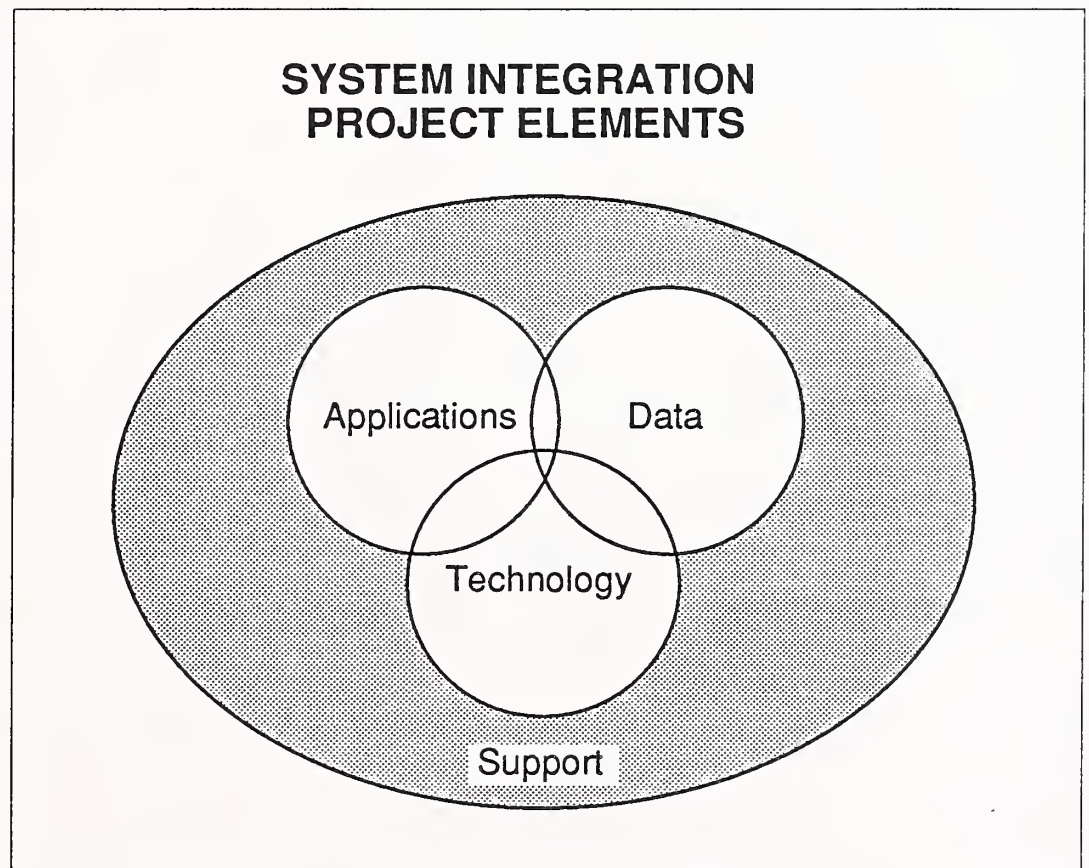 SYSTEM INTEGRATION
PROJECT ELEMENTS
Applications
Data
Technology
Support